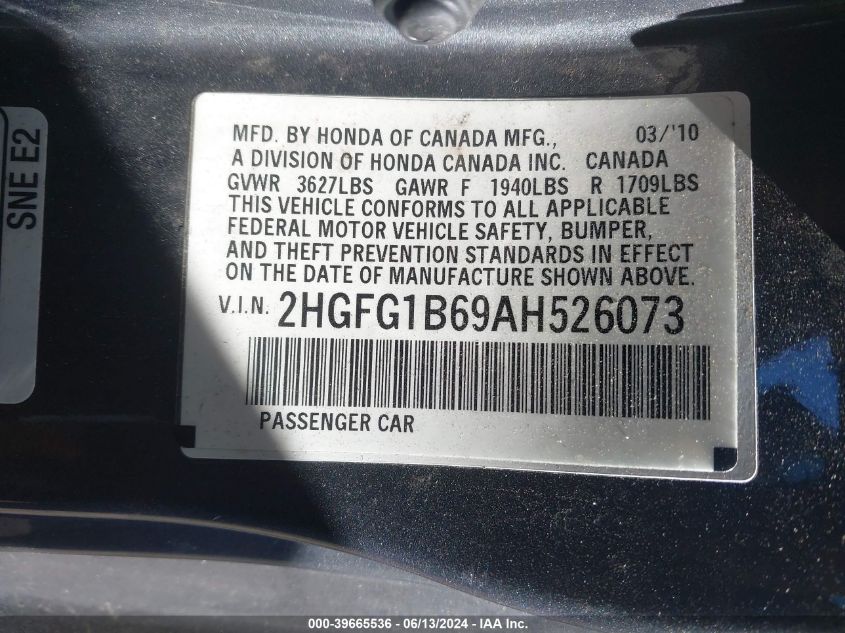 SNE E2
MFD. BY HONDA OF CANADA MFG., 03/'10
A DIVISION OF HONDA CANADA INC. CANADA
GVWR 3627LBS GAWR F 1940LBS R 1709LBS
THIS VEHICLE CONFORMS TO ALL APPLICABLE
FEDERAL MOTOR VEHICLE SAFETY, BUMPER,
AND THEFT PREVENTION STANDARDS IN EFFECT
ON THE DATE OF MANUFACTURE SHOWN ABOVE.
V.I.N. 2HGFG1B69AH526073
PASSENGER CAR
000-39665536 - 06/13/2024 - IAA Inc.